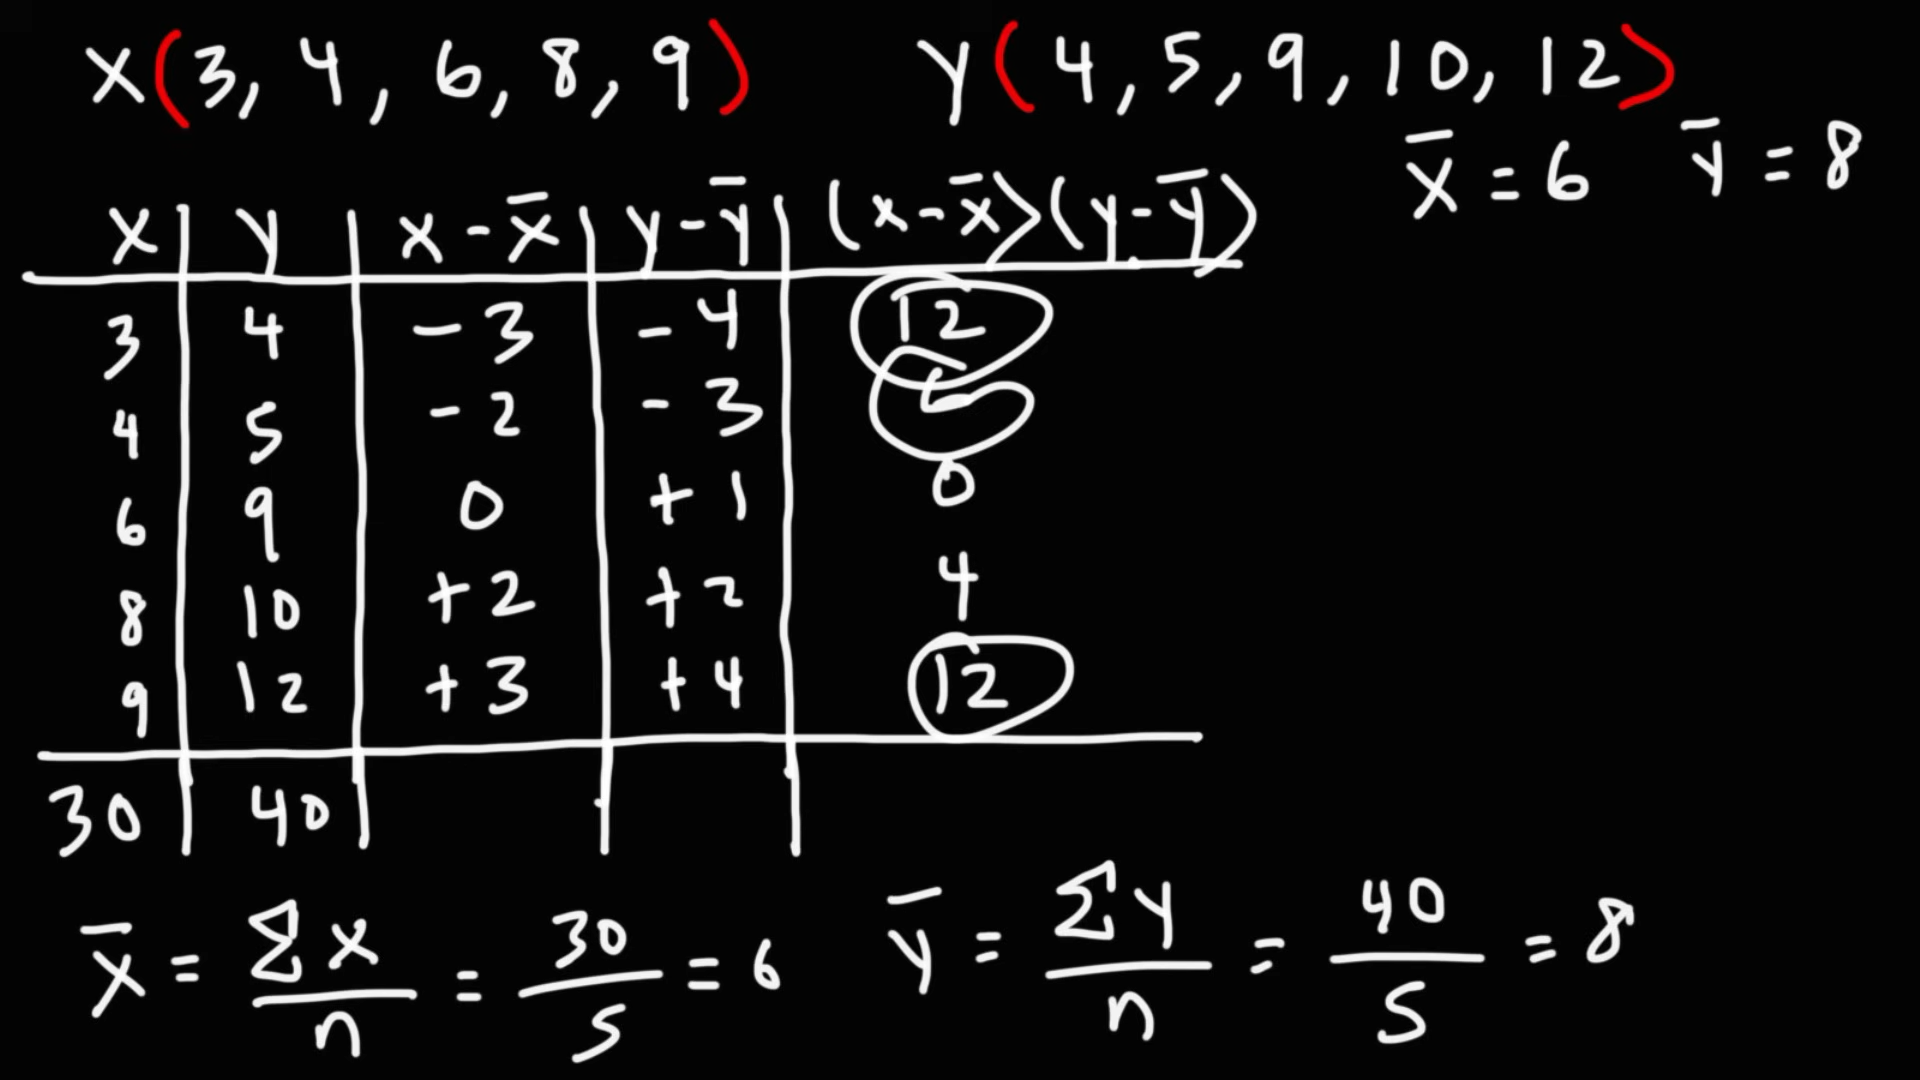 X(3, 4, 6, 8, 9) Y(4, 5, 9, 10, 12)
x̄ = 6 ȳ = 8
X | y | x - x̄ | y - ȳ | (x - x̄)(y - ȳ)
3 | 4 | - 3 | - 4 | 12
4 | 5 | - 2 | - 3 | 6
6 | 9 | 0 | + 1 | 0
8 | 10 | + 2 | + 2 | 4
9 | 12 | + 3 | + 4 | 12
30 | 40
x̄ = Σx/n = 30/5 = 6 ȳ = Σy/n = 40/5 = 8